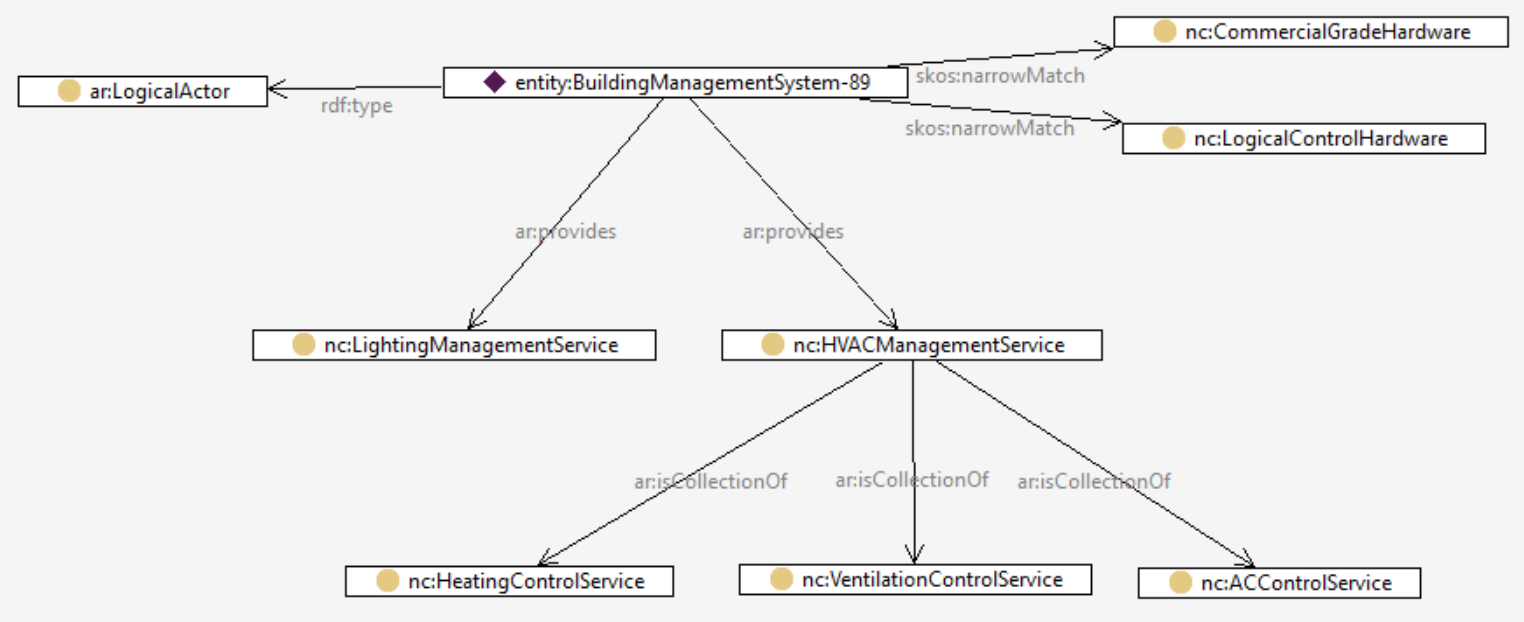 nc:CommercialGradeHardware
skos:narrowMatch
entity:BuildingManagementSystem-89
ar:LogicalActor
rdf:type
skos:narrowMatch
nc:LogicalControlHardware
ar:provides
ar:provides
nc:LightingManagementService
nc:HVACManagementService
ar:isCollectionOf
ar:isCollectionOf
ar:isCollectionOf
nc:HeatingControlService
nc:VentilationControlService
nc:ACControlService